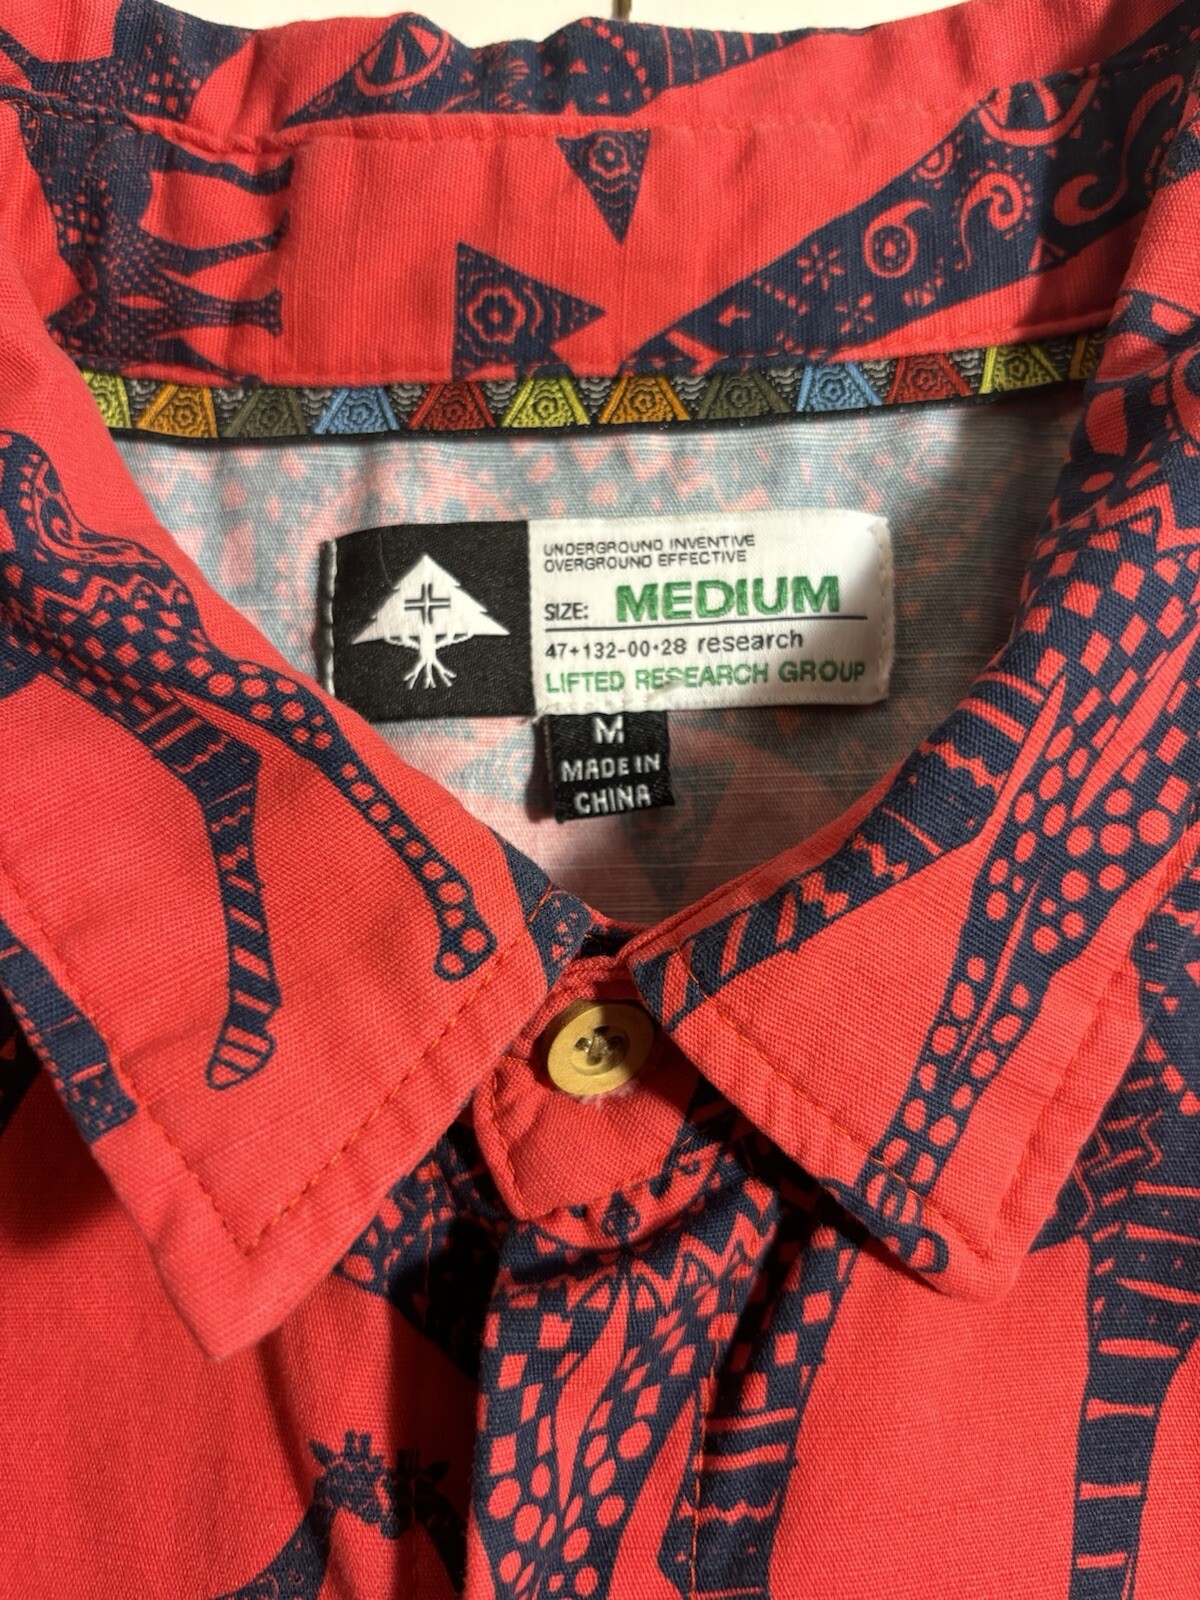 UNDERGROUND INVENTIVE
OVERGROUND EFFECTIVE
SIZE: MEDIUM
47+132-00•28 research
LIFTED RESEARCH GROUP
M
MADE IN
CHINA